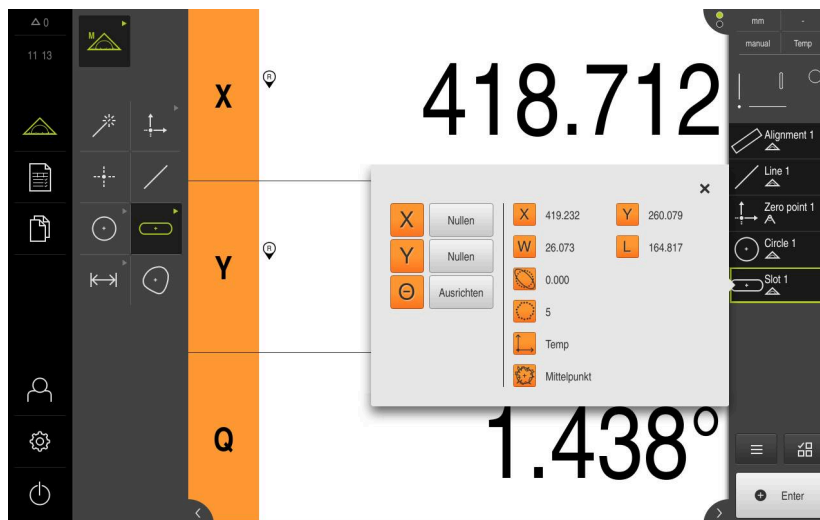 0
11 13
M
X
R
418.712
Y
R
Q
1.438°
X Nullen
Y Nullen
Θ Ausrichten
X 419.232 Y 260.079
W 26.073 L 164.817
0.000
5
Temp
Mittelpunkt
mm -
manual Temp
Alignment 1
Line 1
Zero point 1
Circle 1
Slot 1
Enter